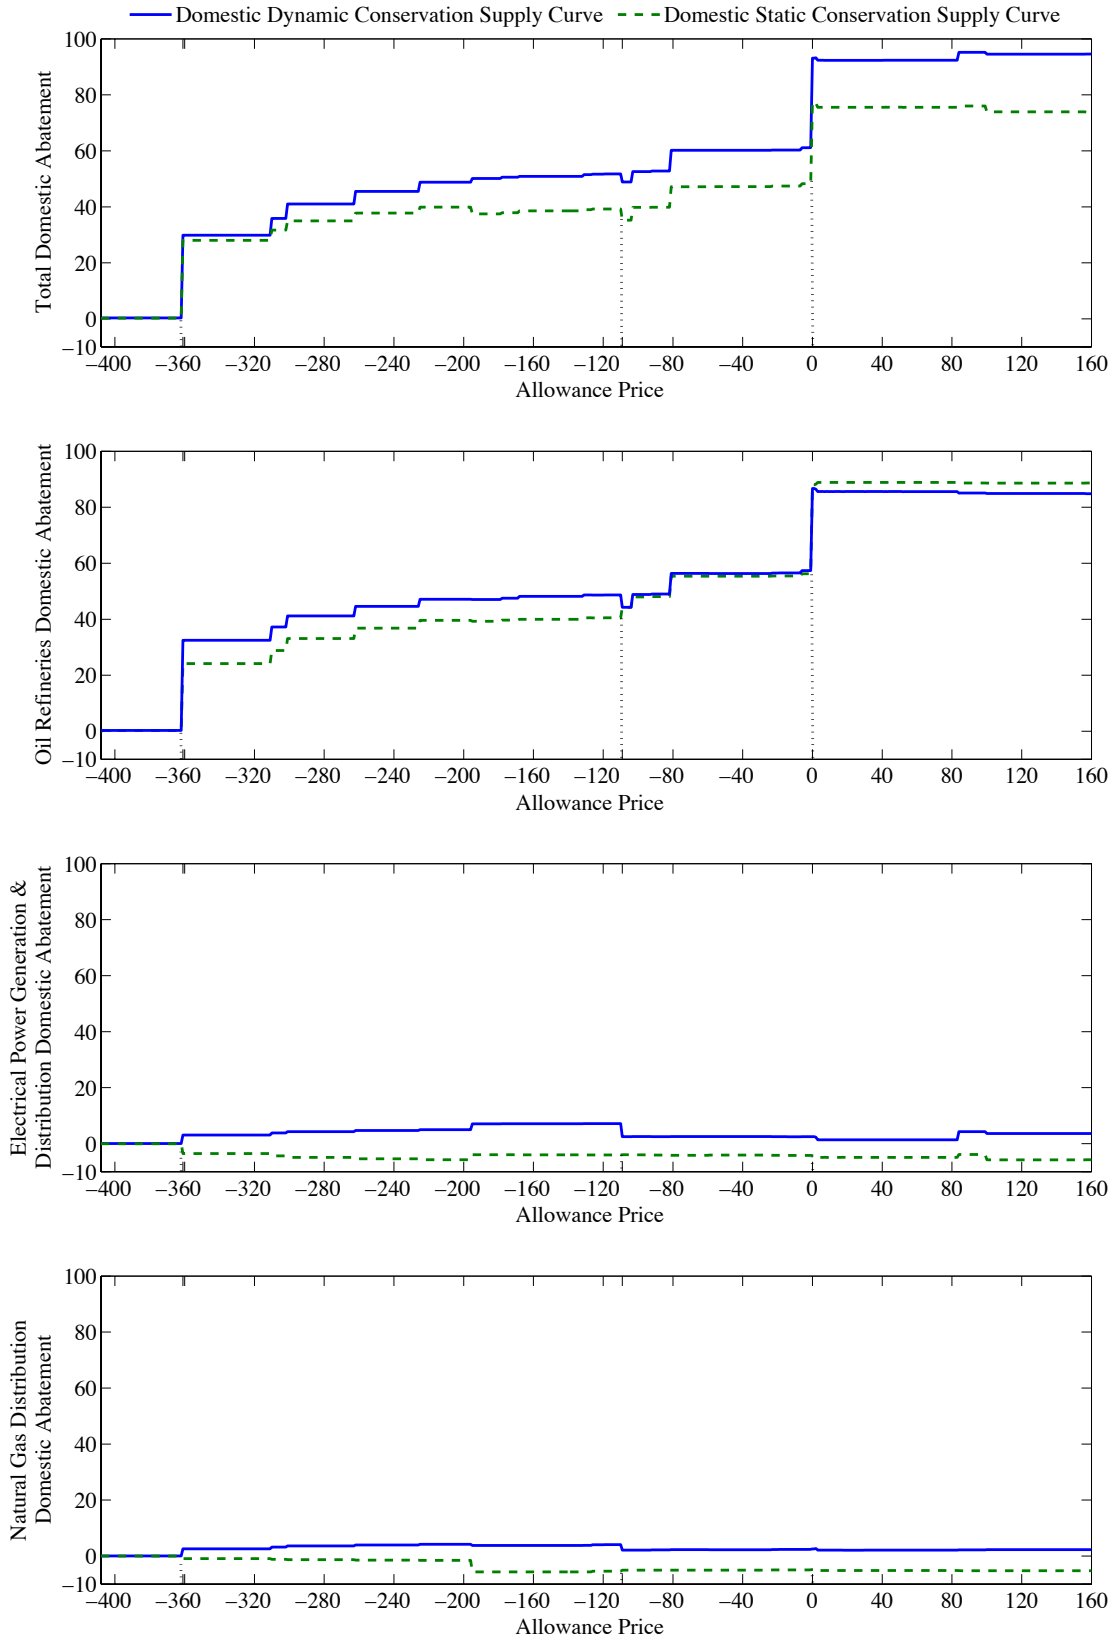 Domestic Dynamic Conservation Supply Curve Domestic Static Conservation Supply Curve
100
80
60
40
20
0
−10
Total Domestic Abatement
−400 −360 −320 −280 −240 −200 −160 −120 −80 −40 0 40 80 120 160
Allowance Price
100
80
60
40
20
0
−10
Oil Refineries Domestic Abatement
−400 −360 −320 −280 −240 −200 −160 −120 −80 −40 0 40 80 120 160
Allowance Price
100
80
60
40
20
0
−10
Electrical Power Generation &
Distribution Domestic Abatement
−400 −360 −320 −280 −240 −200 −160 −120 −80 −40 0 40 80 120 160
Allowance Price
100
80
60
40
20
0
−10
Natural Gas Distribution
Domestic Abatement
−400 −360 −320 −280 −240 −200 −160 −120 −80 −40 0 40 80 120 160
Allowance Price